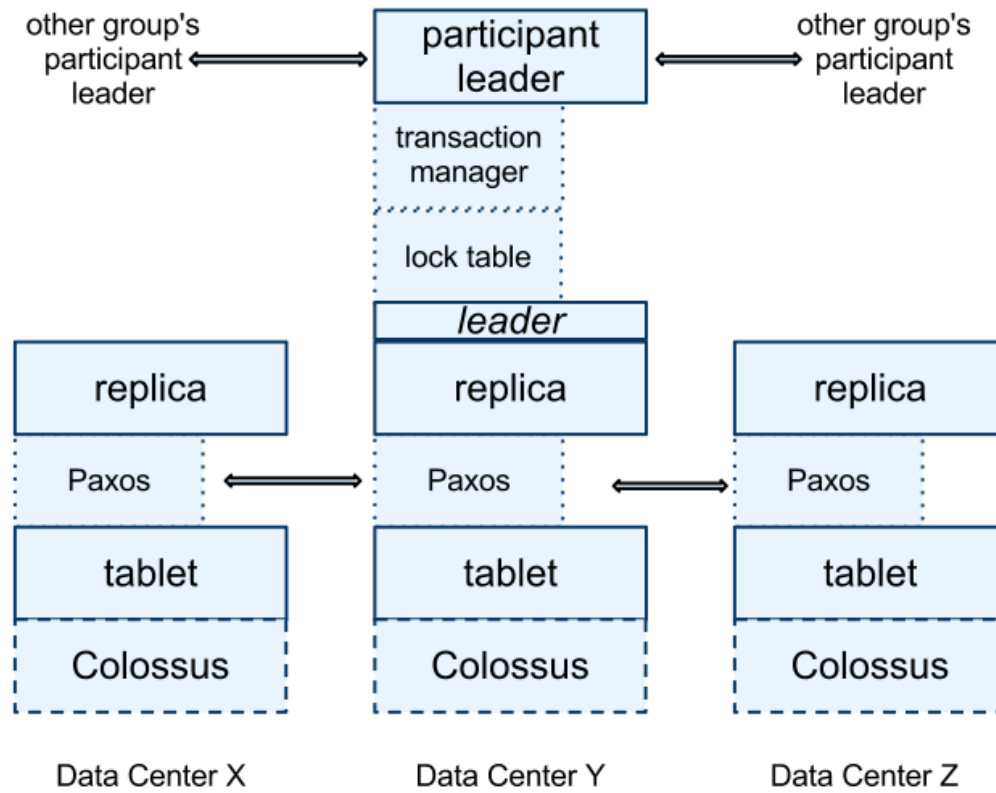 other group's
participant
leader
participant
leader
other group's
participant
leader
transaction
manager
lock table
leader
replica
replica
replica
Paxos
Paxos
Paxos
tablet
tablet
tablet
Colossus
Colossus
Colossus
Data Center X
Data Center Y
Data Center Z